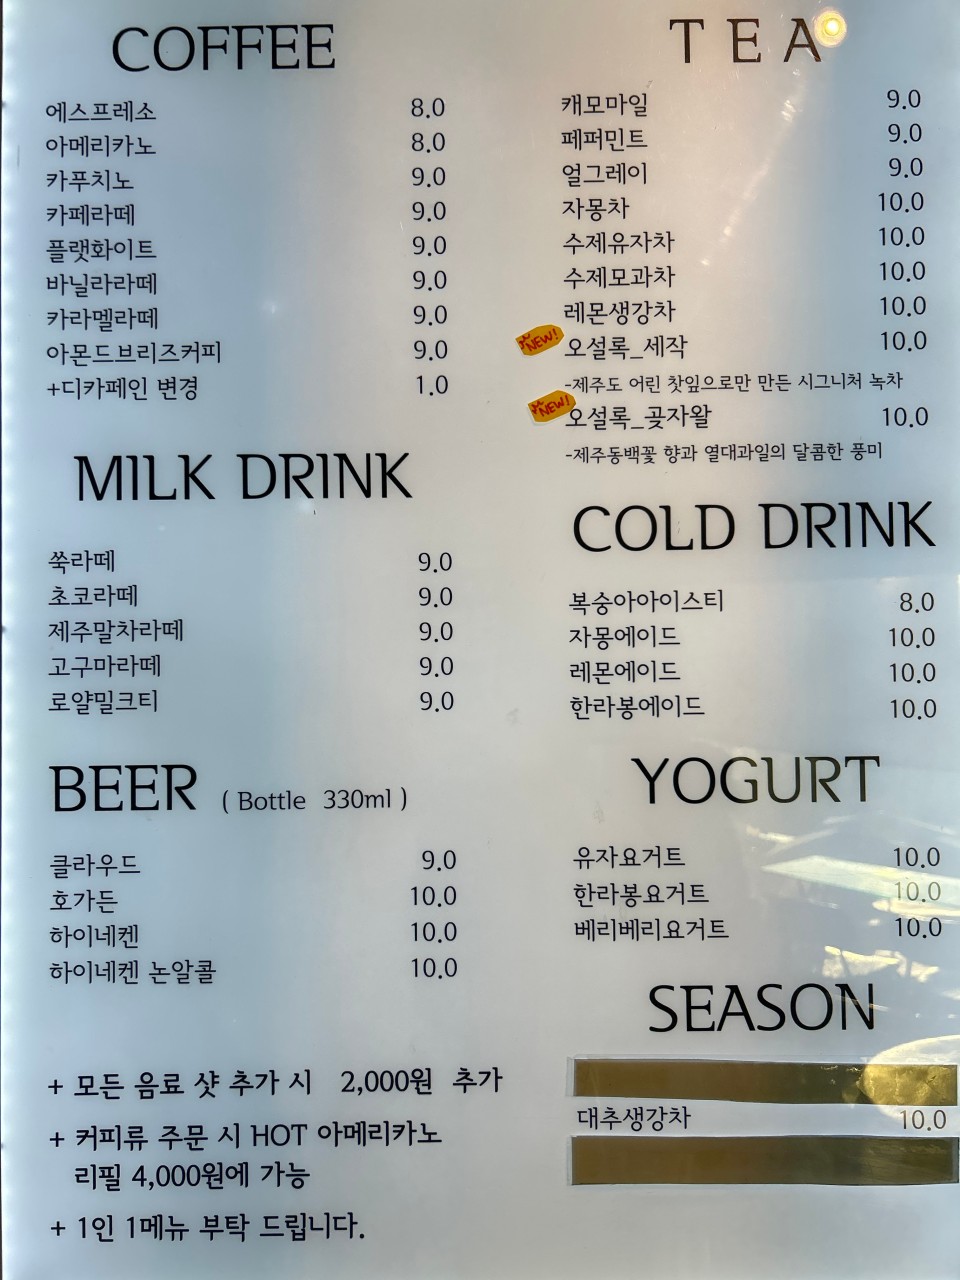 COFFEE
에스프레소 8.0
아메리카노 8.0
카푸치노 9.0
카페라떼 9.0
플랫화이트 9.0
바닐라라떼 9.0
카라멜라떼 9.0
아몬드브리즈커피 9.0
+디카페인 변경 1.0
MILK DRINK
쑥라떼 9.0
초코라떼 9.0
제주말차라떼 9.0
고구마라떼 9.0
로얄밀크티 9.0
BEER ( Bottle 330ml )
클라우드 9.0
호가든 10.0
하이네켄 10.0
하이네켄 논알콜 10.0
+ 모든 음료 샷 추가 시 2,000원 추가
+ 커피류 주문 시 HOT 아메리카노
리필 4,000원에 가능
+ 1인 1메뉴 부탁 드립니다.
TEA
캐모마일 9.0
페퍼민트 9.0
얼그레이 9.0
자몽차 10.0
수제유자차 10.0
수제모과차 10.0
레몬생강차 10.0
NEW! 오설록_세작 10.0
-제주도 어린 찻잎으로만 만든 시그니처 녹차
NEW! 오설록_곶자왈 10.0
-제주동백꽃 향과 열대과일의 달콤한 풍미
COLD DRINK
복숭아아이스티 8.0
자몽에이드 10.0
레몬에이드 10.0
한라봉에이드 10.0
YOGURT
유자요거트 10.0
한라봉요거트 10.0
베리베리요거트 10.0
SEASON
대추생강차 10.0